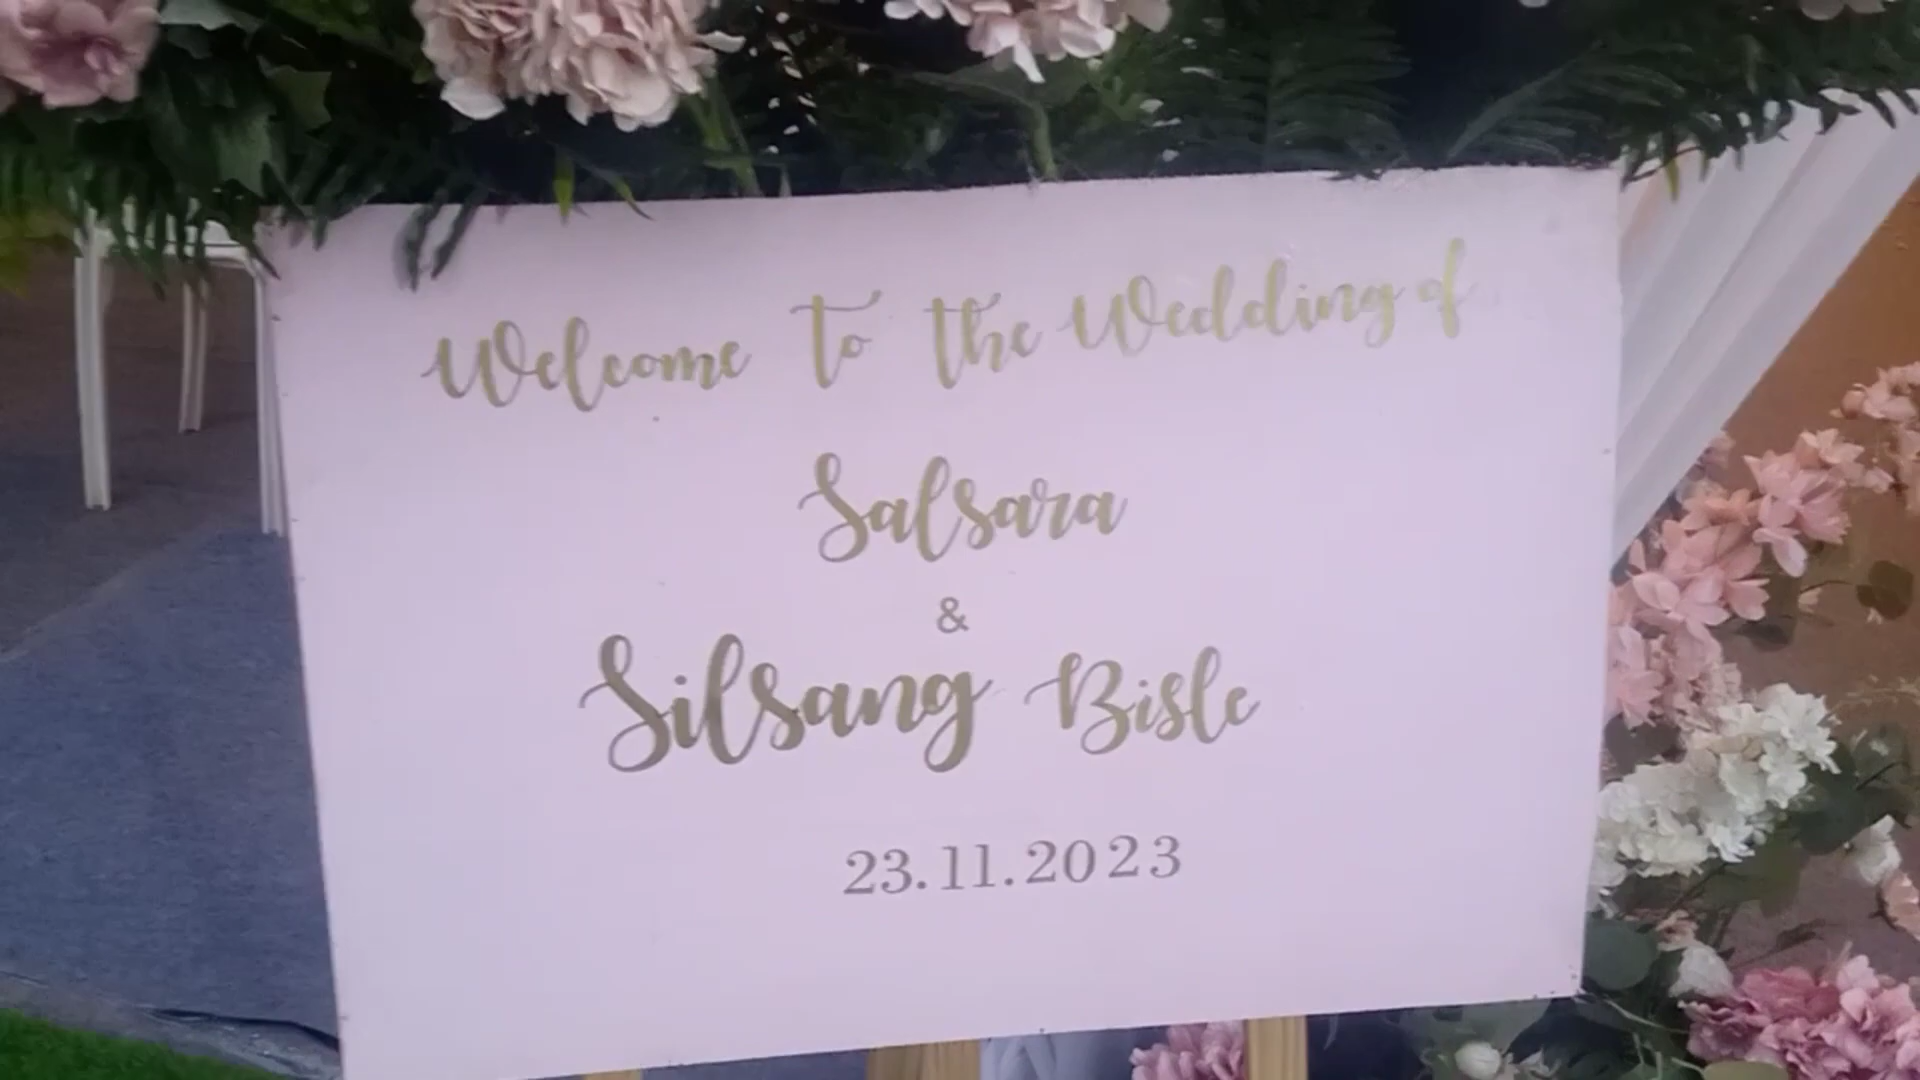 Welcome to the Wedding of
Salsara
&
Silsang Bisle
23.11.2023